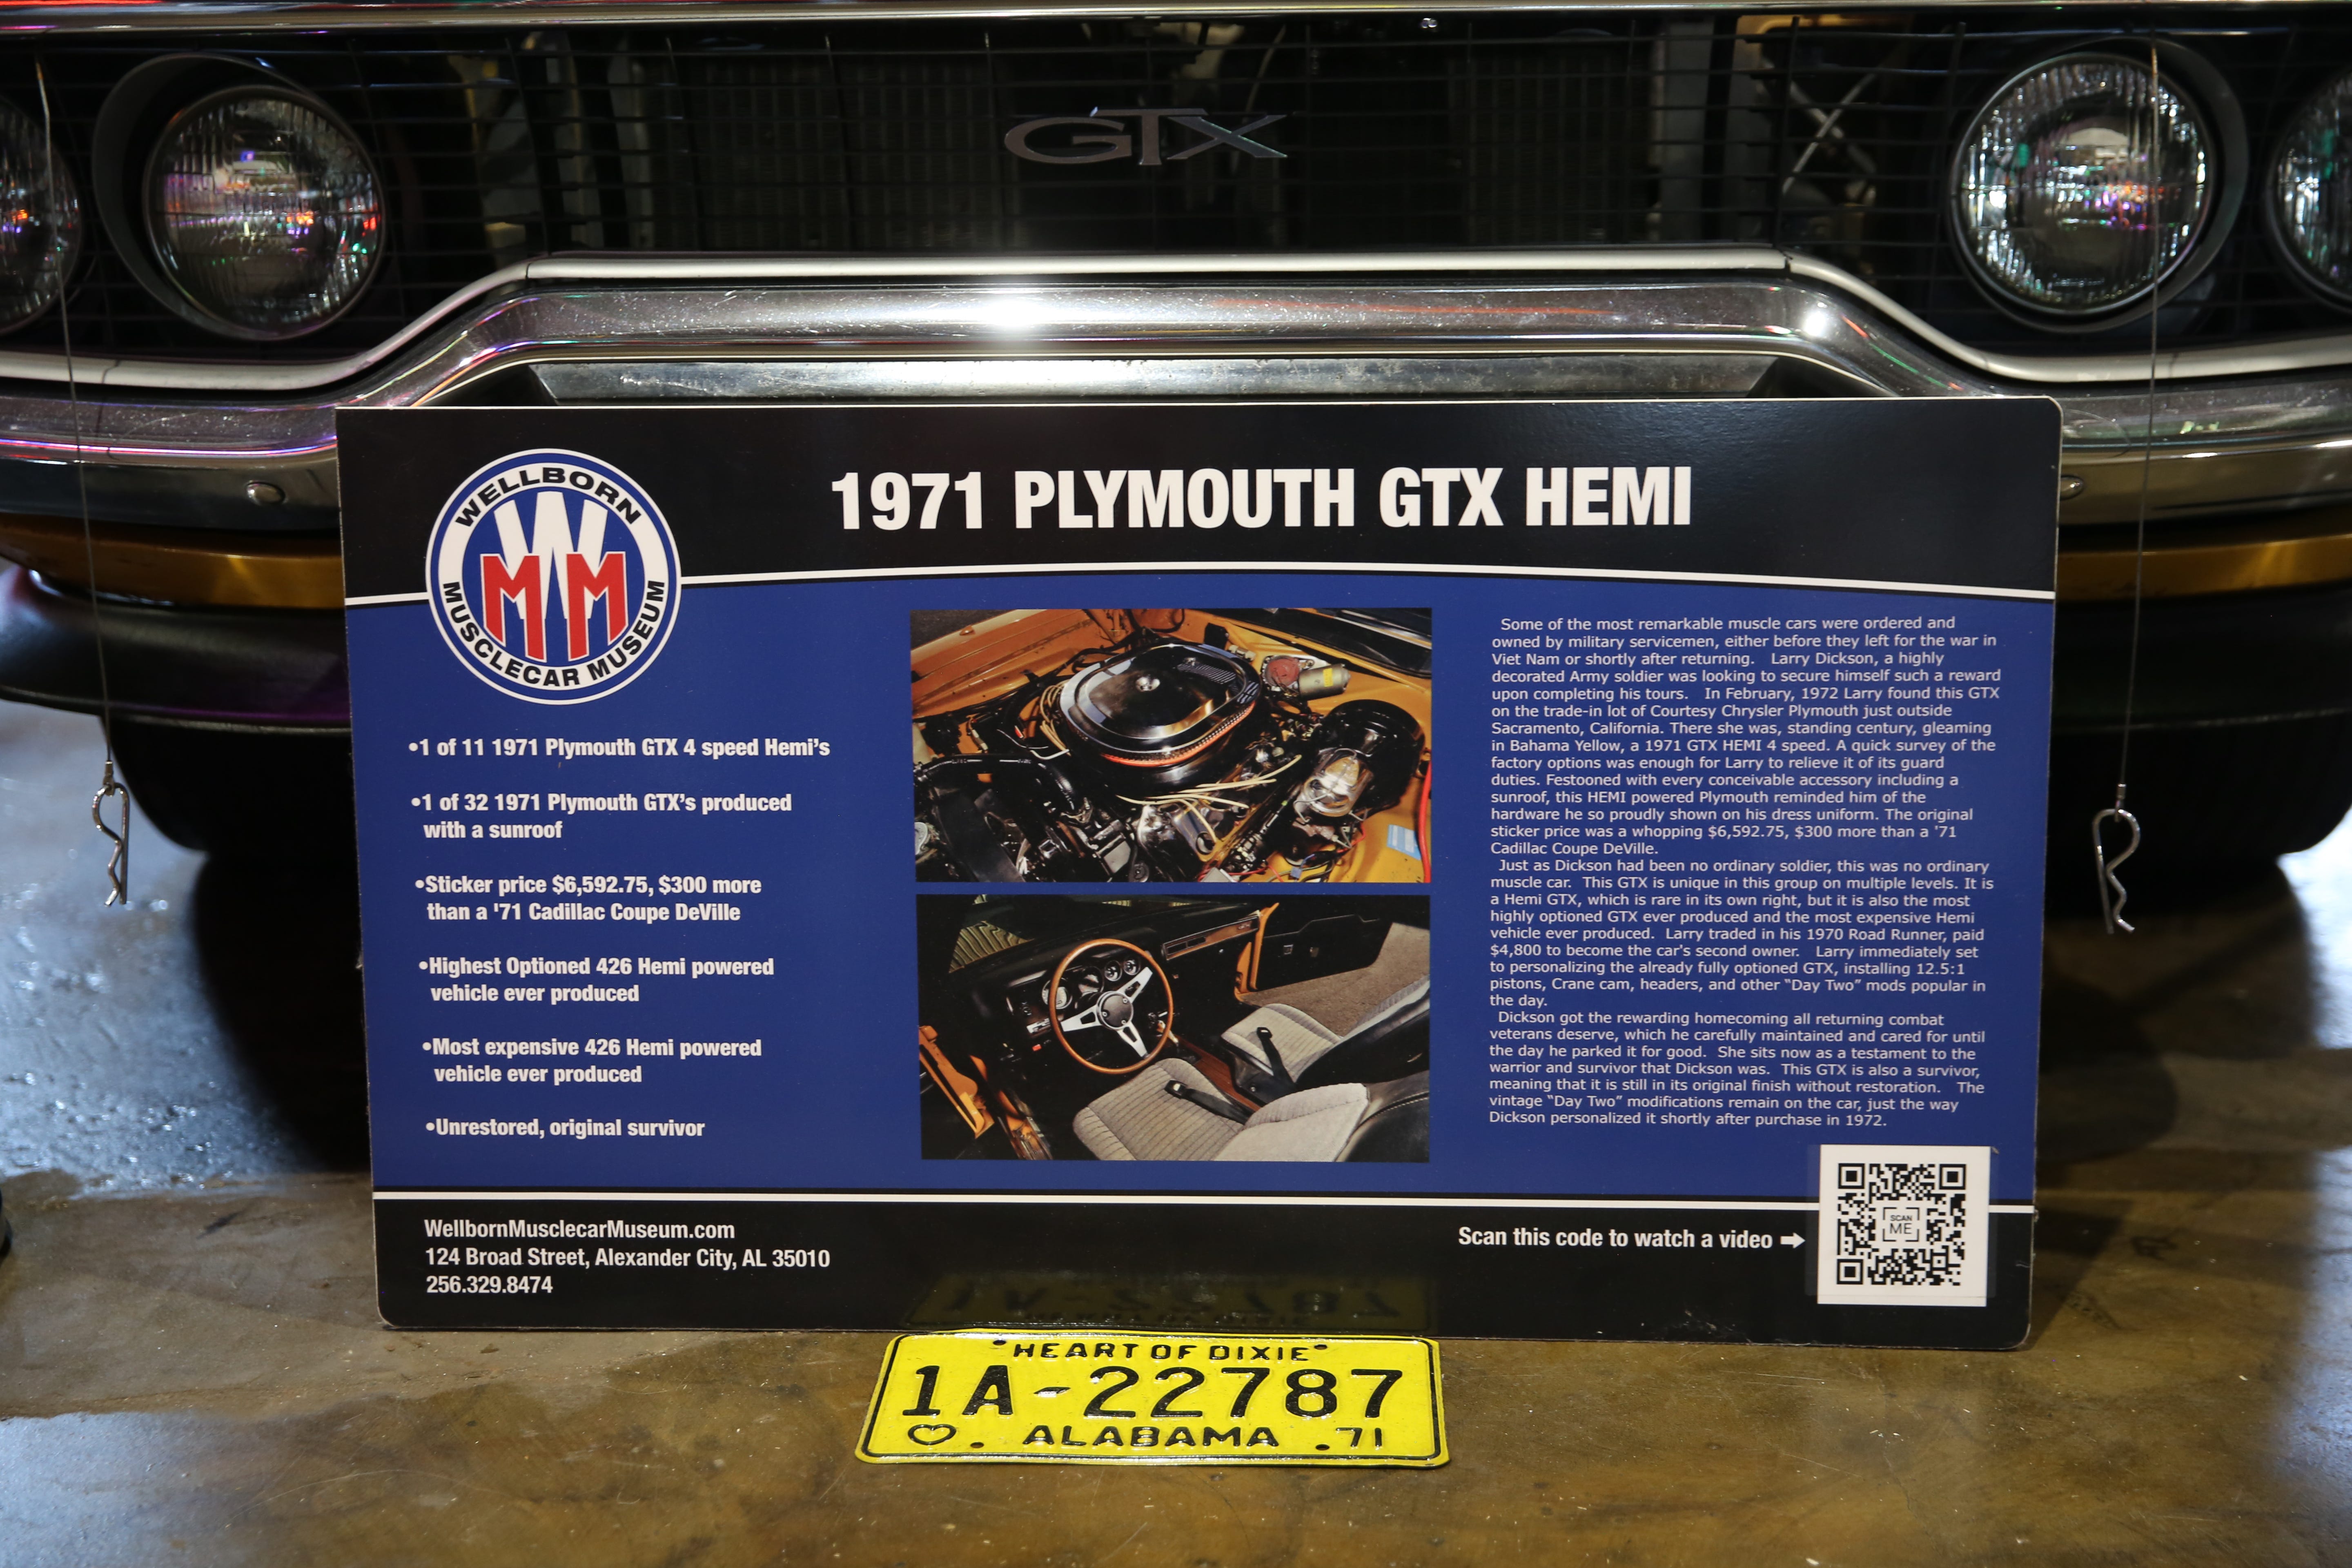 GTX
1971 PLYMOUTH GTX HEMI
WELLBORN
WMM
MUSCLECAR MUSEUM
•1 of 11 1971 Plymouth GTX 4 speed Hemi's
•1 of 32 1971 Plymouth GTX's produced
with a sunroof
•Sticker price $6,592.75, $300 more
than a '71 Cadillac Coupe DeVille
•Highest Optioned 426 Hemi powered
vehicle ever produced
•Most expensive 426 Hemi powered
vehicle ever produced
•Unrestored, original survivor
Some of the most remarkable muscle cars were ordered and
owned by military servicemen, either before they left for the war in
Viet Nam or shortly after returning. Larry Dickson, a highly
decorated Army soldier was looking to secure himself such a reward
upon completing his tours. In February, 1972 Larry found this GTX
on the trade-in lot of Courtesy Chrysler Plymouth just outside
Sacramento, California. There she was, standing century, gleaming
in Bahama Yellow, a 1971 GTX HEMI 4 speed. A quick survey of the
factory options was enough for Larry to relieve it of its guard
duties. Festooned with every conceivable accessory including a
sunroof, this HEMI powered Plymouth reminded him of the
hardware he so proudly shown on his dress uniform. The original
sticker price was a whopping $6,592.75, $300 more than a '71
Cadillac Coupe DeVille.
Just as Dickson had been no ordinary soldier, this was no ordinary
muscle car. This GTX is unique in this group on multiple levels. It is
a Hemi GTX, which is rare in its own right, but it is also the most
highly optioned GTX ever produced and the most expensive Hemi
vehicle ever produced. Larry traded in his 1970 Road Runner, paid
$4,800 to become the car's second owner. Larry immediately set
to personalizing the already fully optioned GTX, installing 12.5:1
pistons, Crane cam, headers, and other "Day Two" mods popular in
the day.
Dickson got the rewarding homecoming all returning combat
veterans deserve, which he carefully maintained and cared for until
the day he parked it for good. She sits now as a testament to the
warrior and survivor that Dickson was. This GTX is also a survivor,
meaning that it is still in its original finish without restoration. The
vintage "Day Two" modifications remain on the car, just the way
Dickson personalized it shortly after purchase in 1972.
WellbornMusclecarMuseum.com
124 Broad Street, Alexander City, AL 35010
256.329.8474
Scan this code to watch a video
SCAN
ME
HEART OF DIXIE
1A-22787
ALABAMA 71